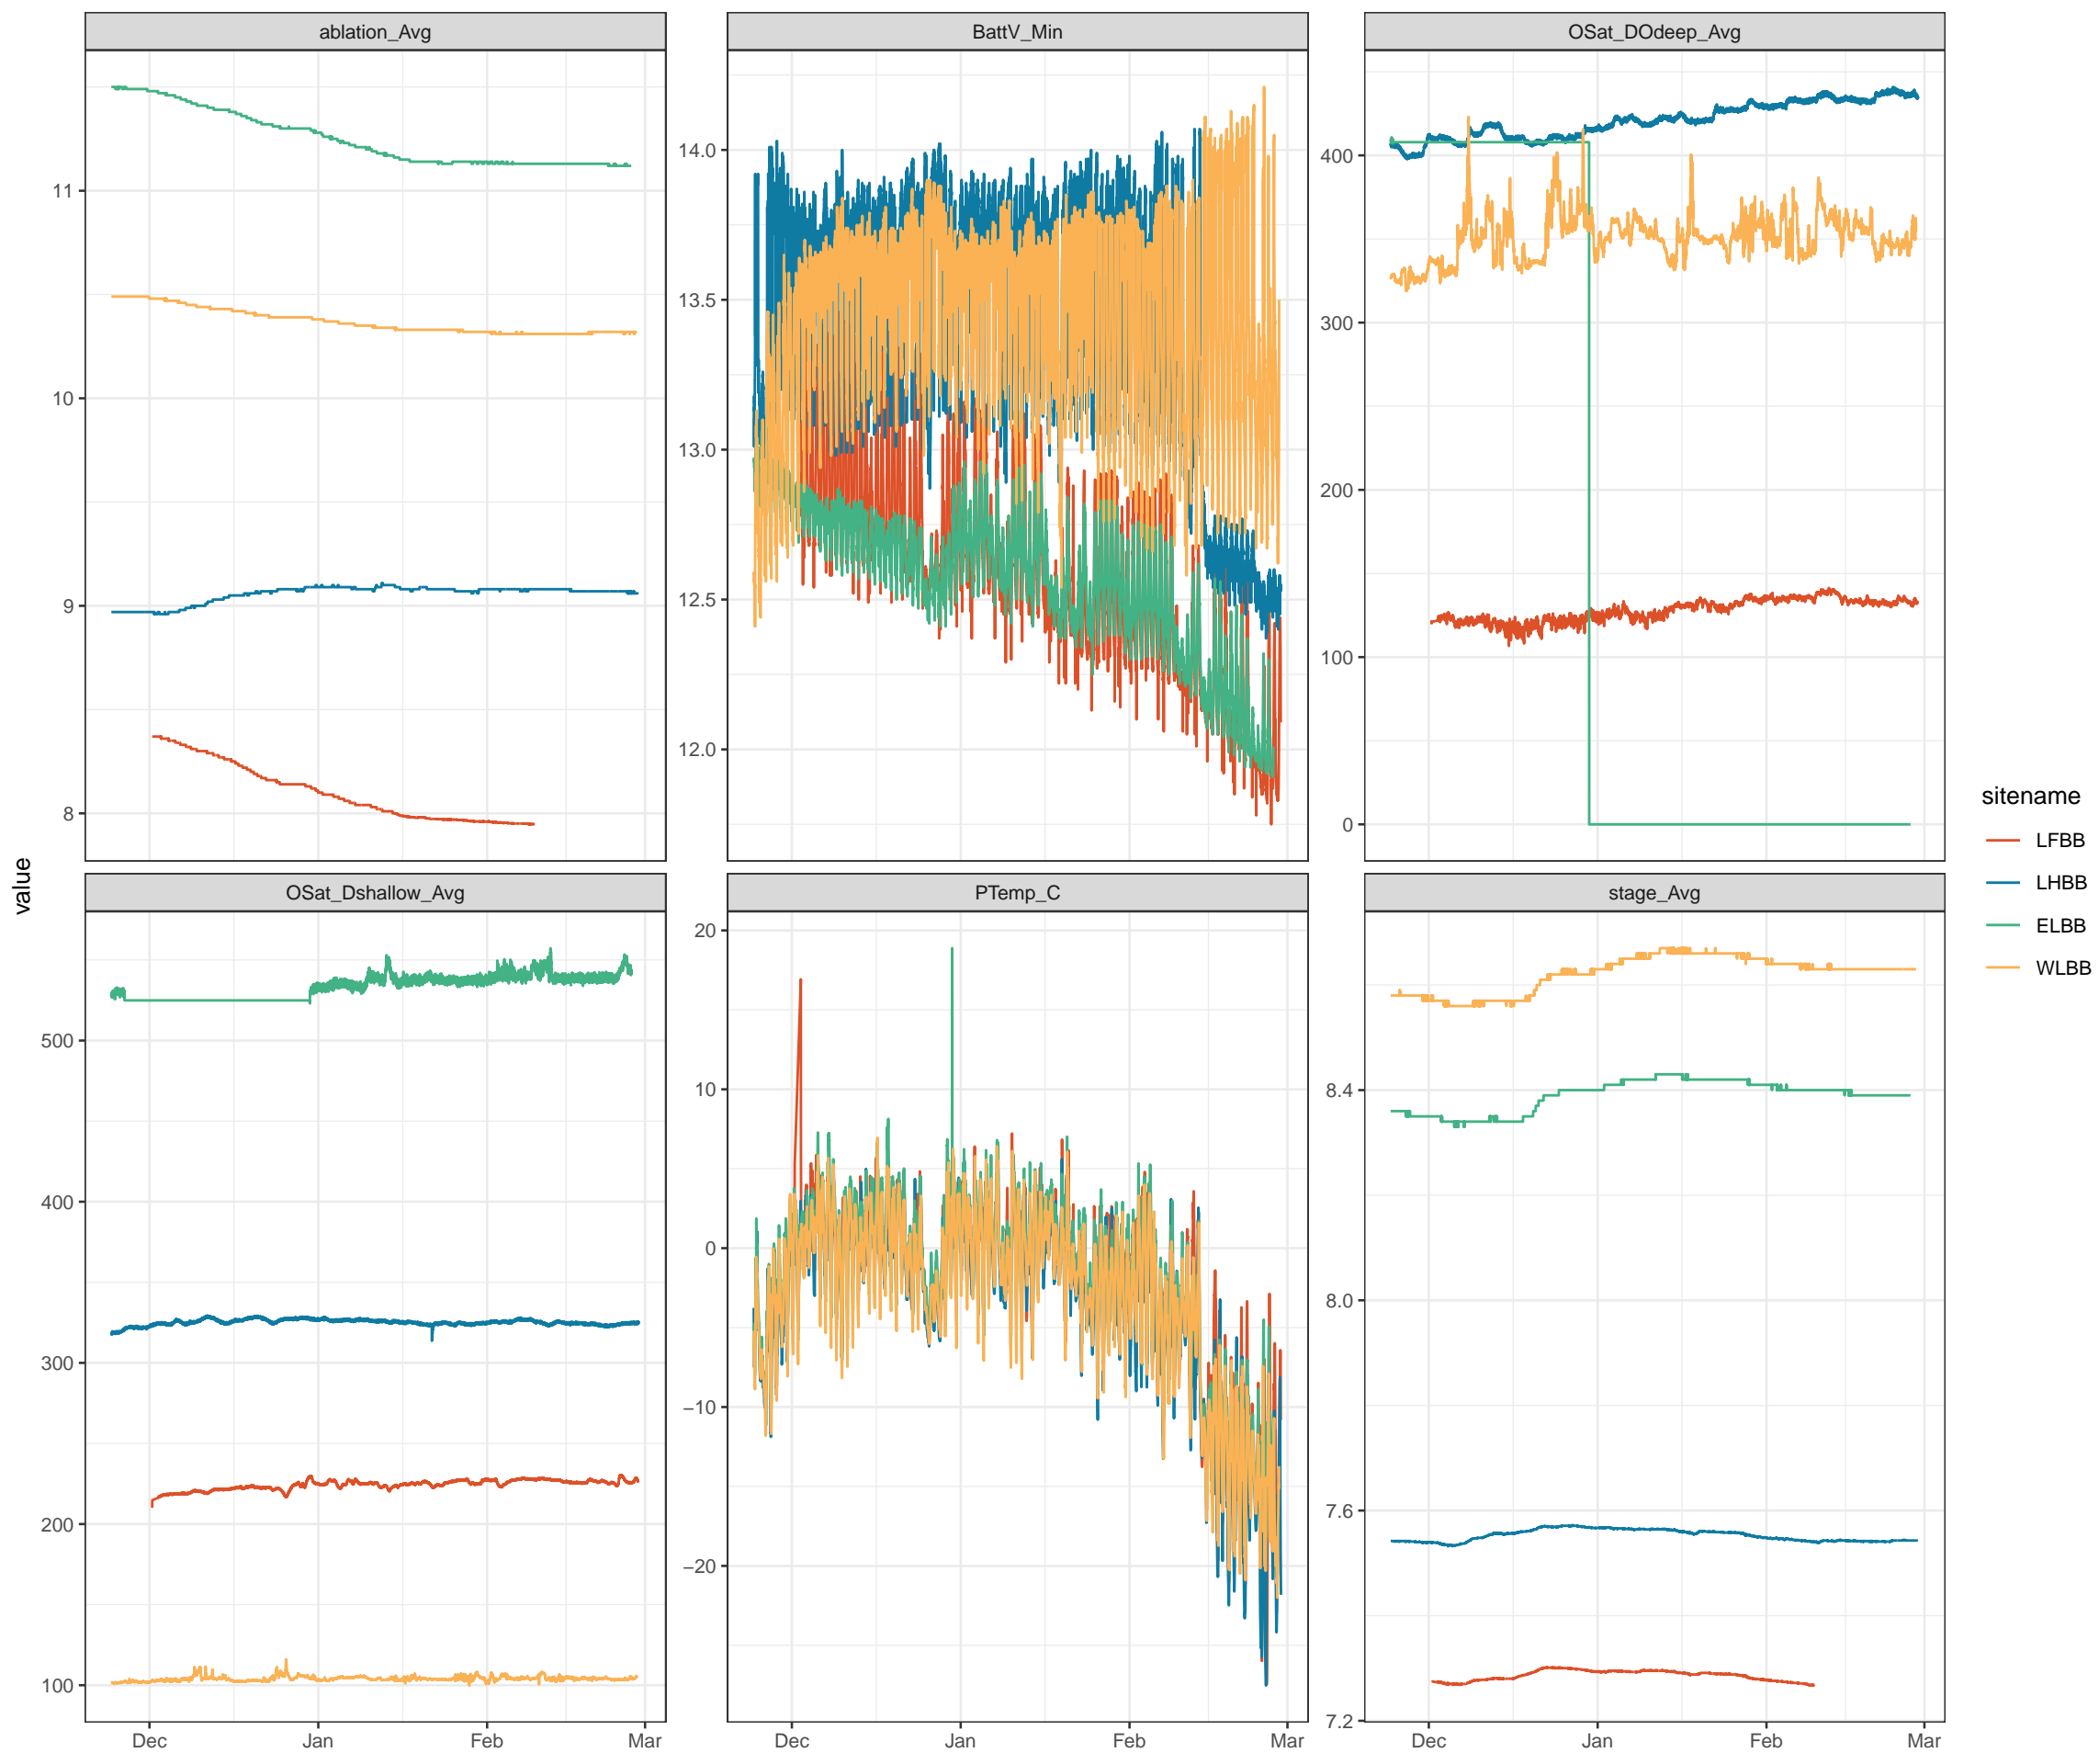 ablation_Avg
BattV_Min
OSat_DOdeep_Avg
11
10
9
8
14.0
13.5
13.0
12.5
12.0
400
300
200
100
0
value
OSat_Dshallow_Avg
PTemp_C
stage_Avg
500
400
300
200
100
20
10
0
−10
−20
8.4
8.0
7.6
7.2
Dec Jan Feb Mar
Dec Jan Feb Mar
Dec Jan Feb Mar
sitename
LFBB
LHBB
ELBB
WLBB